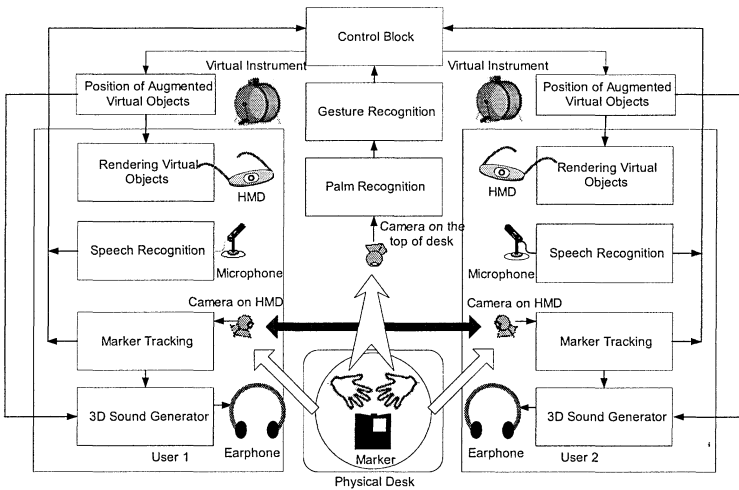 Control Block
Virtual Instrument
Virtual Instrument
Position of Augmented
Virtual Objects
Gesture Recognition
Position of Augmented
Virtual Objects
Rendering Virtual
Objects
HMD
Palm Recognition
HMD
Rendering Virtual
Objects
Camera on the
top of desk
Speech Recognition
Microphone
Microphone
Speech Recognition
Camera on HMD
Camera on HMD
Marker Tracking
Marker Tracking
3D Sound Generator
3D Sound Generator
Earphone
Marker
Earphone
User 1
User 2
Physical Desk